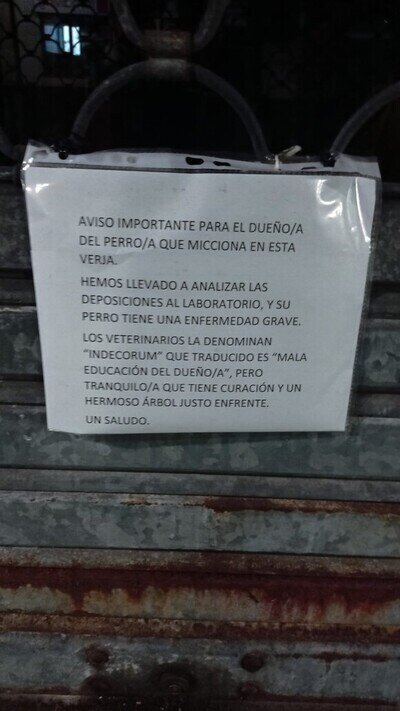 AVISO IMPORTANTE PARA EL DUEÑO/A
DEL PERRO/A QUE MICCIONA EN ESTA
VERJA.
HEMOS LLEVADO A ANALIZAR LAS
DEPOSICIONES AL LABORATORIO, Y SU
PERRO TIENE UNA ENFERMEDAD GRAVE.
LOS VETERINARIOS LA DENOMINAN
"INDECORUM" QUE TRADUCIDO ES "MALA
EDUCACIÓN DEL DUEÑO/A", PERO
TRANQUILO/A QUE TIENE CURACIÓN Y UN
HERMOSO ÁRBOL JUSTO ENFRENTE.
UN SALUDO.